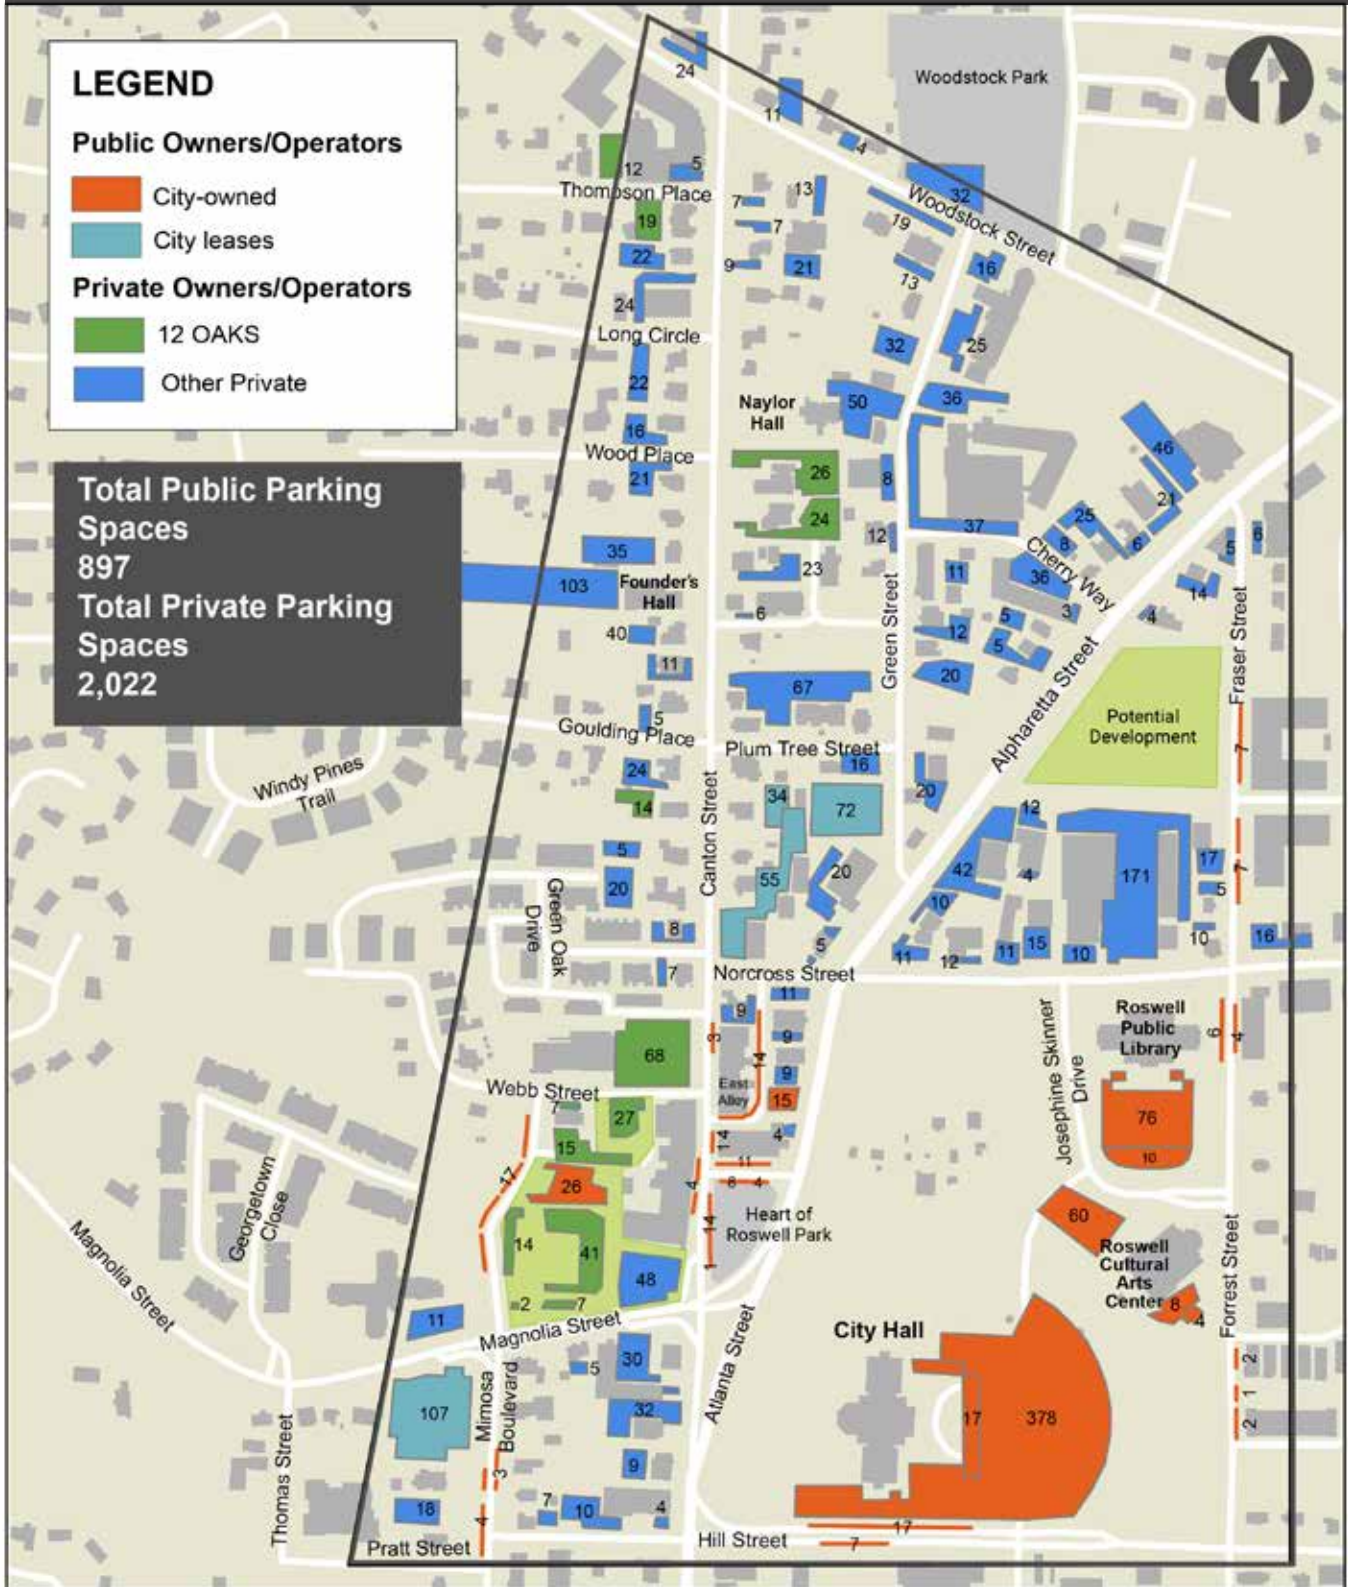 LEGEND
Public Owners/Operators
City-owned
City leases
Private Owners/Operators
12 OAKS
Other Private
Total Public Parking
Spaces
897
Total Private Parking
Spaces
2,022
Woodstock Park
24
11
4
12
5
Thompson Place
32
Woodstock Street
7
13
19
19
7
22
9
21
13
16
24
Long Circle
32
25
22
Naylor
Hall
50
36
16
Wood Place
46
21
26
8
21
24
37
25
12
8
6
5
6
Cherry Way
35
23
11
36
103
Founder's
Hall
14
6
5
3
4
40
12
5
11
Green Street
Fraser Street
20
67
Alpharetta Street
Potential
Development
5
Goulding Place
Plum Tree Street
7
16
24
Windy Pines
Trail
14
34
72
20
12
Canton Street
5
20
42
17
7
20
55
4
171
5
Green Oak
Drive
10
8
5
11
12
11
15
10
10
16
7
Norcross Street
11
9
Josephine Skinner
Drive
Roswell
Public
Library
6
4
3
14
9
68
9
East
Alley
15
Webb Street
7
27
76
14
4
15
10
11
17
26
4
6
4
60
Georgetown
Close
14
Heart of
Roswell Park
14
41
Roswell
Cultural
Arts
Center
8
4
Forrest Street
Magnolia Street
48
1
2
7
11
Magnolia Street
City Hall
Atlanta Street
30
5
2
1
2
Mimosa
Boulevard
107
32
17
378
9
3
Thomas Street
18
7
10
4
4
17
Pratt Street
Hill Street
7